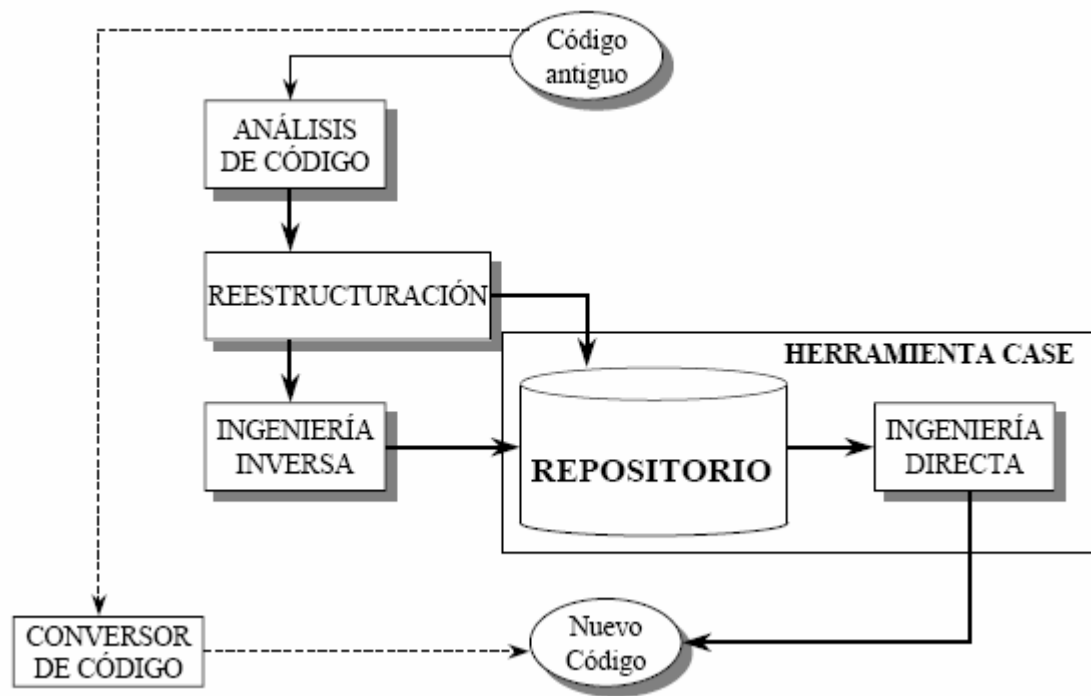 Código
antiguo
ANÁLISIS
DE CÓDIGO
REESTRUCTURACIÓN
HERRAMIENTA CASE
INGENIERÍA
INVERSA
REPOSITORIO
INGENIERÍA
DIRECTA
CONVERSOR
DE CÓDIGO
Nuevo
Código